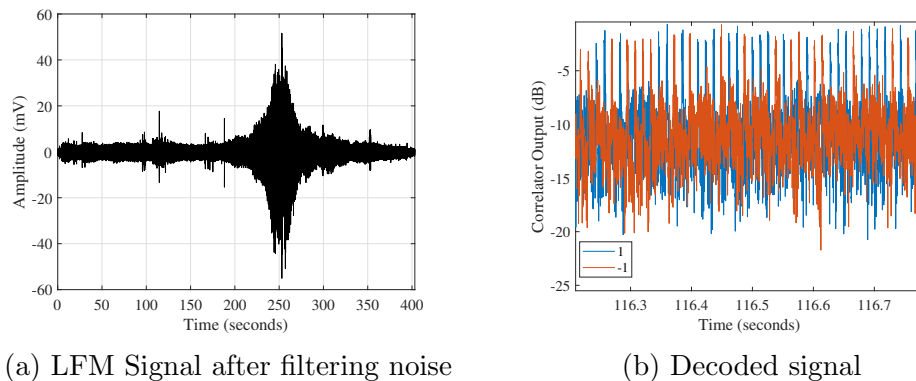 60
40
20
0
-20
-40
-60
Amplitude (mV)
0 50 100 150 200 250 300 350 400
Time (seconds)
(a) LFM Signal after filtering noise
-5
-10
-15
-20
-25
Correlator Output (dB)
1
-1
116.3 116.4 116.5 116.6 116.7
Time (seconds)
(b) Decoded signal